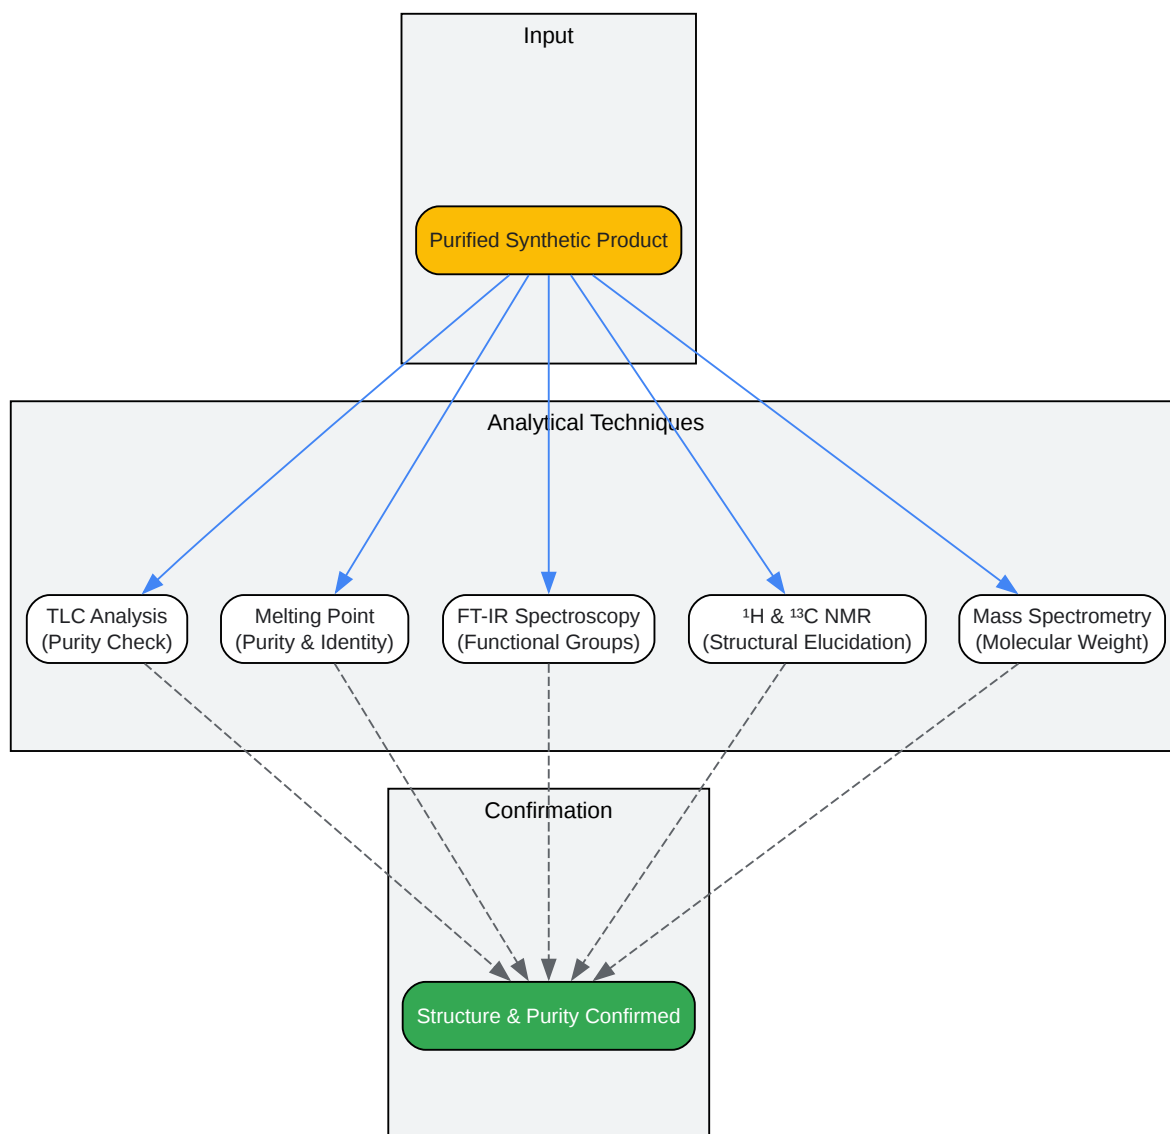 Input
Purified Synthetic Product
Analytical Techniques
TLC Analysis
(Purity Check)
Melting Point
(Purity & Identity)
FT-IR Spectroscopy
(Functional Groups)
¹H & ¹³C NMR
(Structural Elucidation)
Mass Spectrometry
(Molecular Weight)
Confirmation
Structure & Purity Confirmed